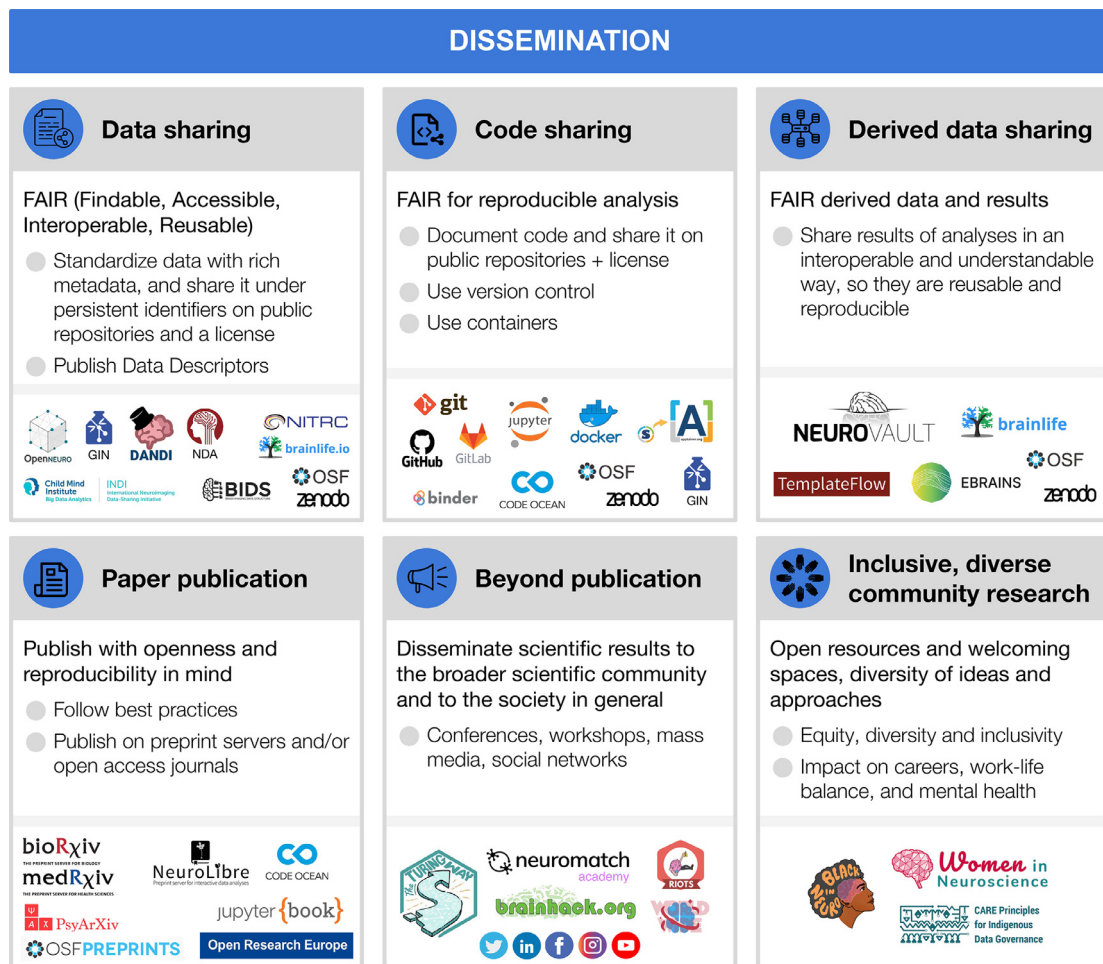 DISSEMINATION
Data sharing
FAIR (Findable, Accessible,
Interoperable, Reusable)
Standardize data with rich
metadata, and share it under
persistent identifiers on public
repositories and a license
Publish Data Descriptors
OPENNEURO
GIN
DANDI
NDA
NITRC
brainlife.io
Child Mind
Institute
Big Data Analytics
INDI
International Neuroimaging
Data-Sharing Initiative
BIDS
OSF
zenodo
Code sharing
FAIR for reproducible analysis
Document code and share it on
public repositories + license
Use version control
Use containers
git
GitHub
GitLab
jupyter
docker
S
[A]
binder
CODE OCEAN
OSF
zenodo
GIN
Derived data sharing
FAIR derived data and results
Share results of analyses in an
interoperable and understandable
way, so they are reusable and
reproducible
NEUROVAULT
brainlife
TemplateFlow
EBRAINS
OSF
zenodo
Paper publication
Publish with openness and
reproducibility in mind
Follow best practices
Publish on preprint servers and/or
open access journals
bioRxiv
THE PREPRINT SERVER FOR BIOLOGY
medRxiv
THE PREPRINT SERVER FOR HEALTH SCIENCES
NeuroLibre
Preprint server for interactive data analyses
CODE OCEAN
Ψ
A X PsyArXiv
jupyter {book}
OSFPREPRINTS
Open Research Europe
Beyond publication
Disseminate scientific results to
the broader scientific community
and to the society in general
Conferences, workshops, mass
media, social networks
THE TURING WAY
neuromatch
academy
RIOTS
brainhack.org
in
f
Inclusive, diverse
community research
Open resources and welcoming
spaces, diversity of ideas and
approaches
Equity, diversity and inclusivity
Impact on careers, work-life
balance, and mental health
BLACK
IN
NEURO
Women in
Neuroscience
CARE Principles
for Indigenous
Data Governance